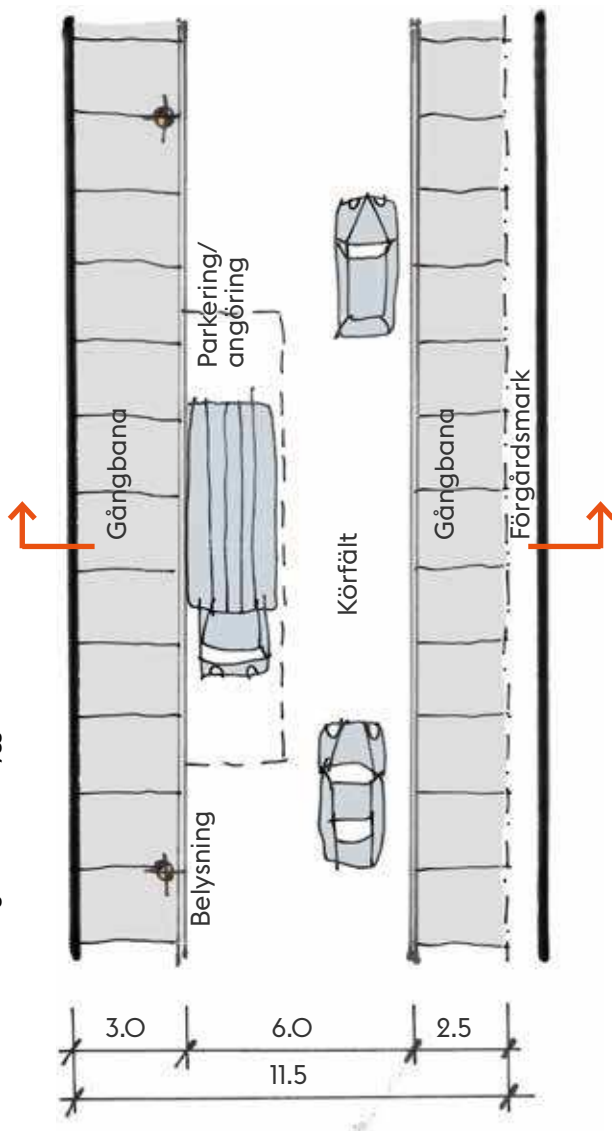 Parkering/
angöring
Gångbana
Gångbana
Förgårdsmark
Körfält
Belysning
3.0
6.0
2.5
11.5